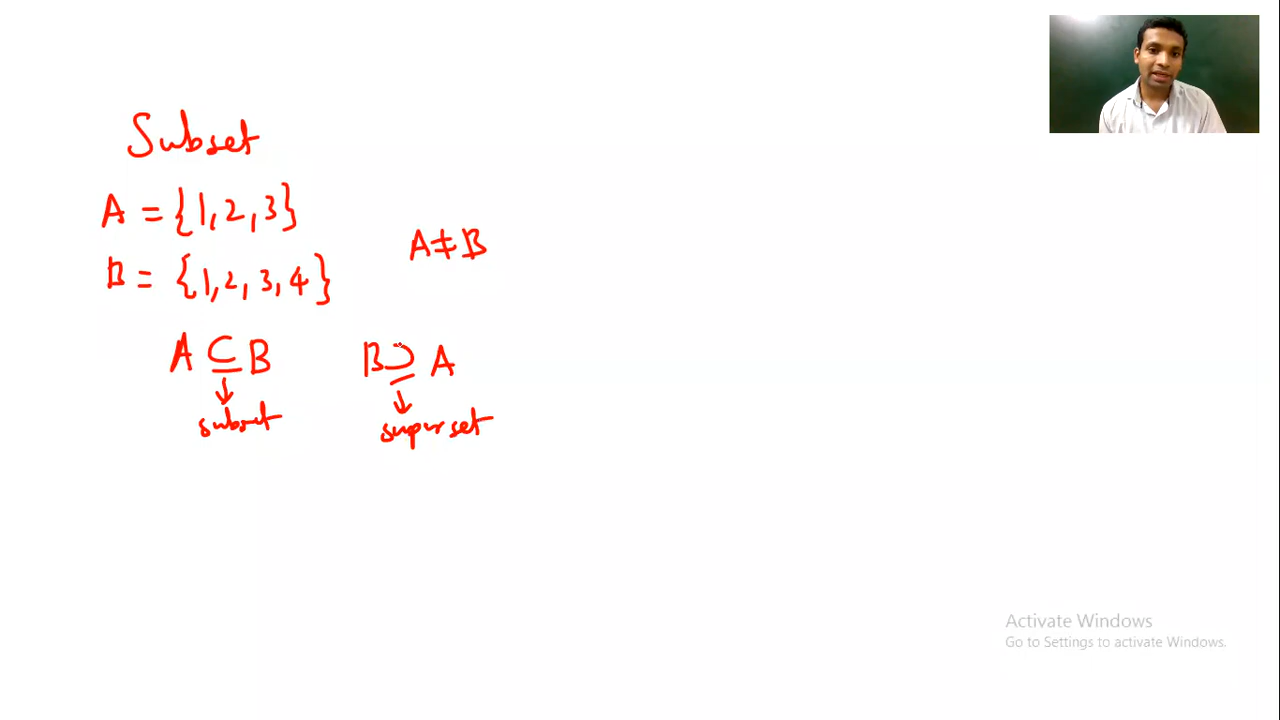 Subset
A = {1, 2, 3}
A ≠ B
B = {1, 2, 3, 4}
A ⊆ B
B ⊇ A
↓
↓
subset
superset
Activate Windows
Go to Settings to activate Windows.